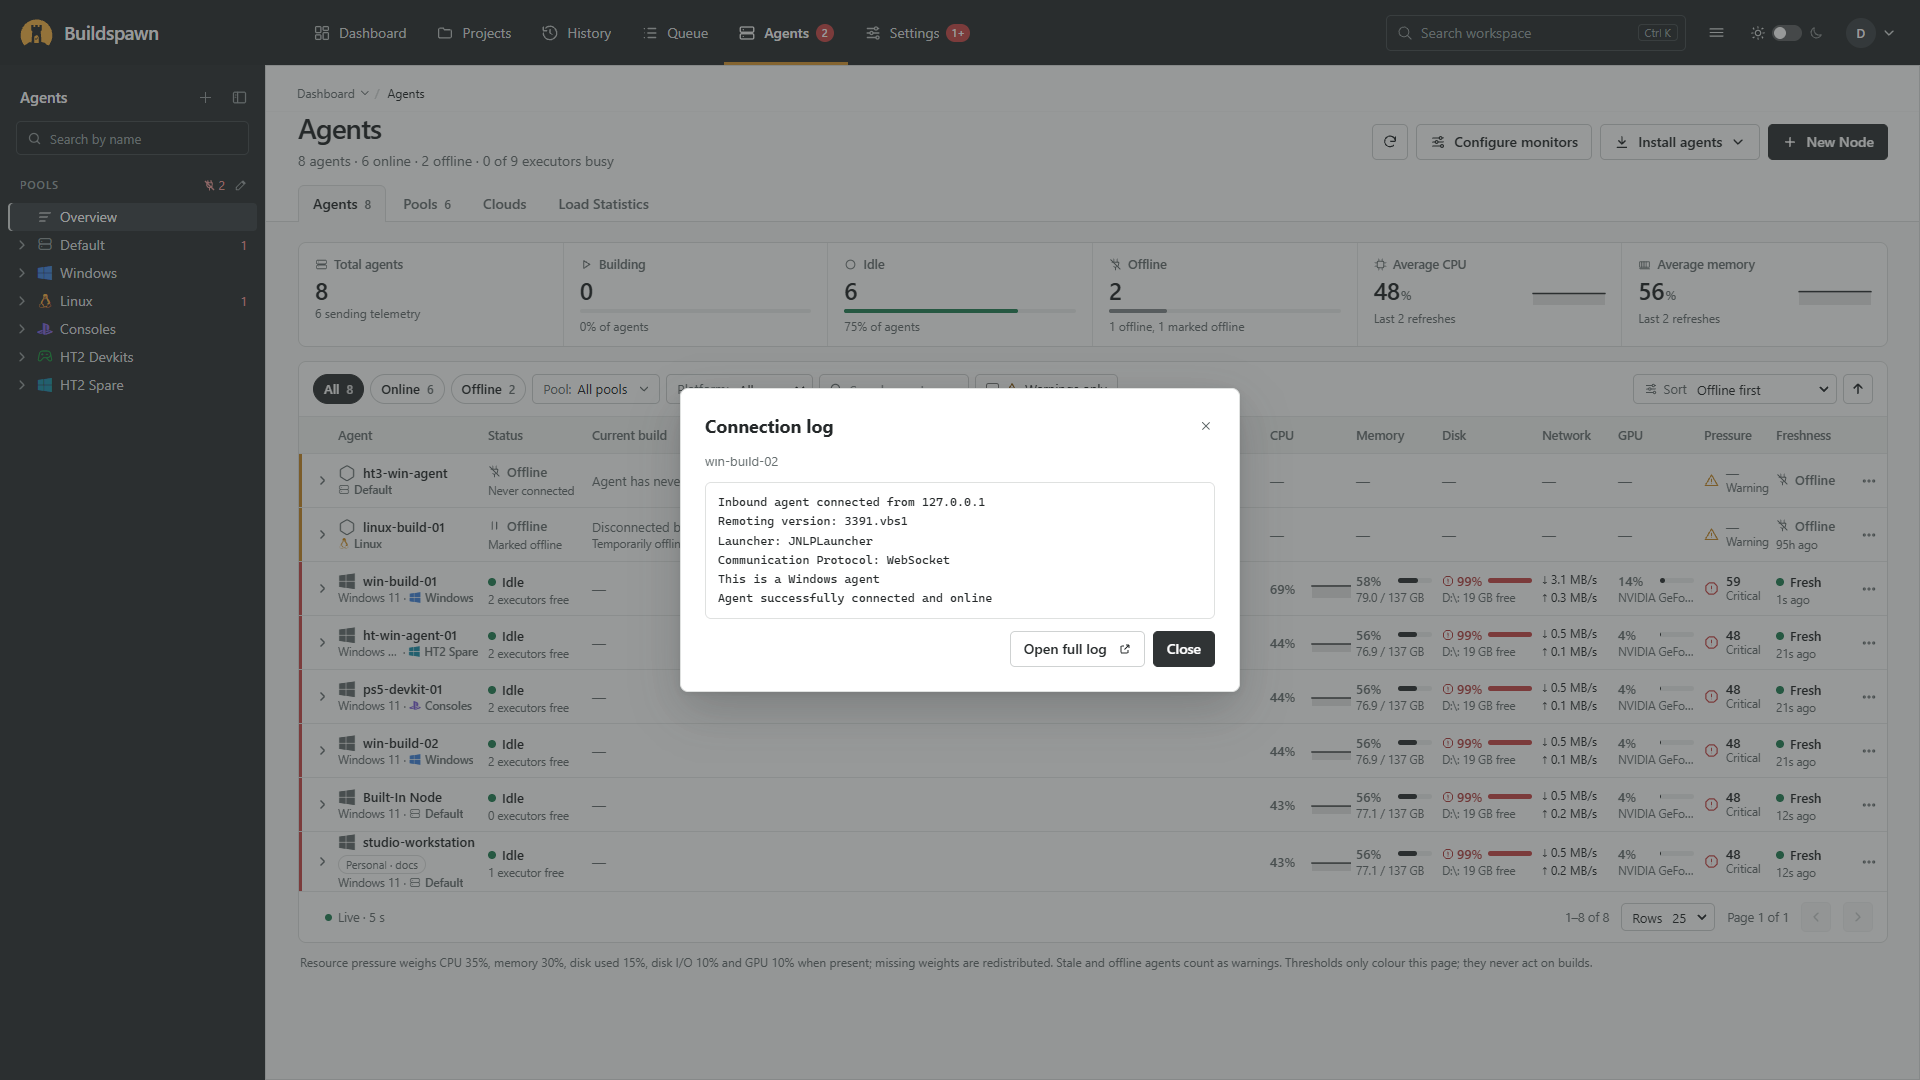 Buildspawn
Dashboard
Projects
History
Queue
Agents 2
Settings 1+
Search workspace
Ctrl K
D
Agents
Search by name
POOLS
2
Overview
Default 1
Windows
Linux 1
Consoles
HT2 Devkits
HT2 Spare
Dashboard / Agents
Agents
8 agents · 6 online · 2 offline · 0 of 9 executors busy
Configure monitors
Install agents
New Node
Agents 8
Pools 6
Clouds
Load Statistics
Total agents
8
6 sending telemetry
Building
0
0% of agents
Idle
6
75% of agents
Offline
2
1 offline, 1 marked offline
Average CPU
48%
Last 2 refreshes
Average memory
56%
Last 2 refreshes
All 8
Online 6
Offline 2
Pool: All pools
Sort Offline first
Agent Status Current build CPU Memory Disk Network GPU Pressure Freshness
ht3-win-agent Offline Agent has neve — — — — — — Offline
Default Never connected Warning
linux-build-01 Offline Disconnected b — — — — — — Offline
Linux Marked offline Temporarily offlin Warning 95h ago
win-build-01 Idle — 69% 58% 99% ↓ 3.1 MB/s 14% 59 Fresh
Windows 11 · Windows 2 executors free 79.0 / 137 GB D:\: 19 GB free ↑ 0.3 MB/s NVIDIA GeFo... Critical 1s ago
ht-win-agent-01 Idle — 44% 56% 99% ↓ 0.5 MB/s 4% 48 Fresh
Windows ... · HT2 Spare 2 executors free 76.9 / 137 GB D:\: 19 GB free ↑ 0.1 MB/s NVIDIA GeFo... Critical 21s ago
ps5-devkit-01 Idle — 44% 56% 99% ↓ 0.5 MB/s 4% 48 Fresh
Windows 11 · Consoles 2 executors free 76.9 / 137 GB D:\: 19 GB free ↑ 0.1 MB/s NVIDIA GeFo... Critical 21s ago
win-build-02 Idle — 44% 56% 99% ↓ 0.5 MB/s 4% 48 Fresh
Windows 11 · Windows 2 executors free 76.9 / 137 GB D:\: 19 GB free ↑ 0.1 MB/s NVIDIA GeFo... Critical 21s ago
Built-In Node Idle — 43% 56% 99% ↓ 0.5 MB/s 4% 48 Fresh
Windows 11 · Default 0 executors free 77.1 / 137 GB D:\: 19 GB free ↑ 0.2 MB/s NVIDIA GeFo... Critical 12s ago
studio-workstation Idle — 43% 56% 99% ↓ 0.5 MB/s 4% 48 Fresh
Personal · docs
Windows 11 · Default 1 executor free 77.1 / 137 GB D:\: 19 GB free ↑ 0.2 MB/s NVIDIA GeFo... Critical 12s ago
Live · 5 s
1–8 of 8
Rows 25
Page 1 of 1
Resource pressure weighs CPU 35%, memory 30%, disk used 15%, disk I/O 10% and GPU 10% when present; missing weights are redistributed. Stale and offline agents count as warnings. Thresholds only colour this page; they never act on builds.
Connection log
win-build-02
Inbound agent connected from 127.0.0.1
Remoting version: 3391.vbs1
Launcher: JNLPLauncher
Communication Protocol: WebSocket
This is a Windows agent
Agent successfully connected and online
Open full log
Close